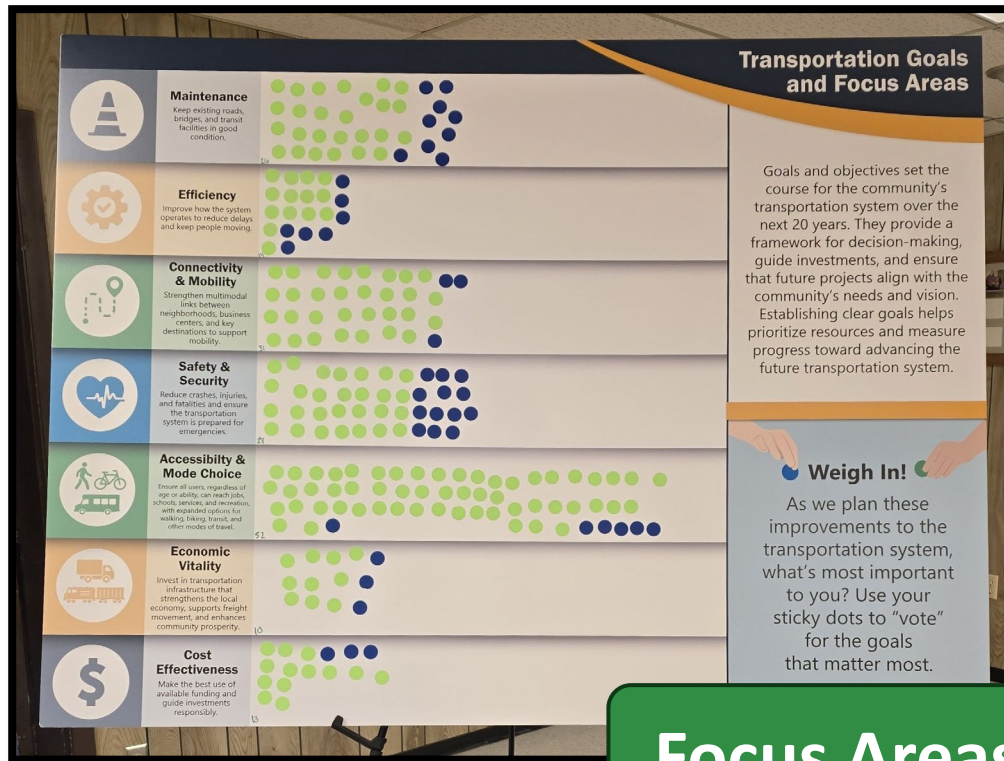 Transportation Goals
and Focus Areas
Maintenance
Keep existing roads,
bridges, and transit
facilities in good
condition.
Efficiency
Improve how the system
operates to reduce delays
and keep people moving.
Connectivity
& Mobility
Strengthen multimodal
links between
neighborhoods, business
centers, and key
destinations to support
mobility.
31
Safety &
Security
Reduce crashes, injuries,
and fatalities and ensure
the transportation
system is prepared for
emergencies.
Accessibilty &
Mode Choice
Ensure all users, regardless of
age or ability, can reach jobs,
schools, services, and recreation,
with expanded options for
walking, biking, transit, and
other modes of travel.
52
Economic
Vitality
Invest in transportation
infrastructure that
strengthens the local
economy, supports freight
movement, and enhances
community prosperity.
10
Cost
Effectiveness
Make the best use of
available funding and
guide investments
responsibly.
13
Goals and objectives set the
course for the community's
transportation system over the
next 20 years. They provide a
framework for decision-making,
guide investments, and ensure
that future projects align with the
community's needs and vision.
Establishing clear goals helps
prioritize resources and measure
progress toward advancing the
future transportation system.
Weigh In!
As we plan these
improvements to the
transportation system,
what's most important
to you? Use your
sticky dots to "vote"
for the goals
that matter most.
Focus Areas